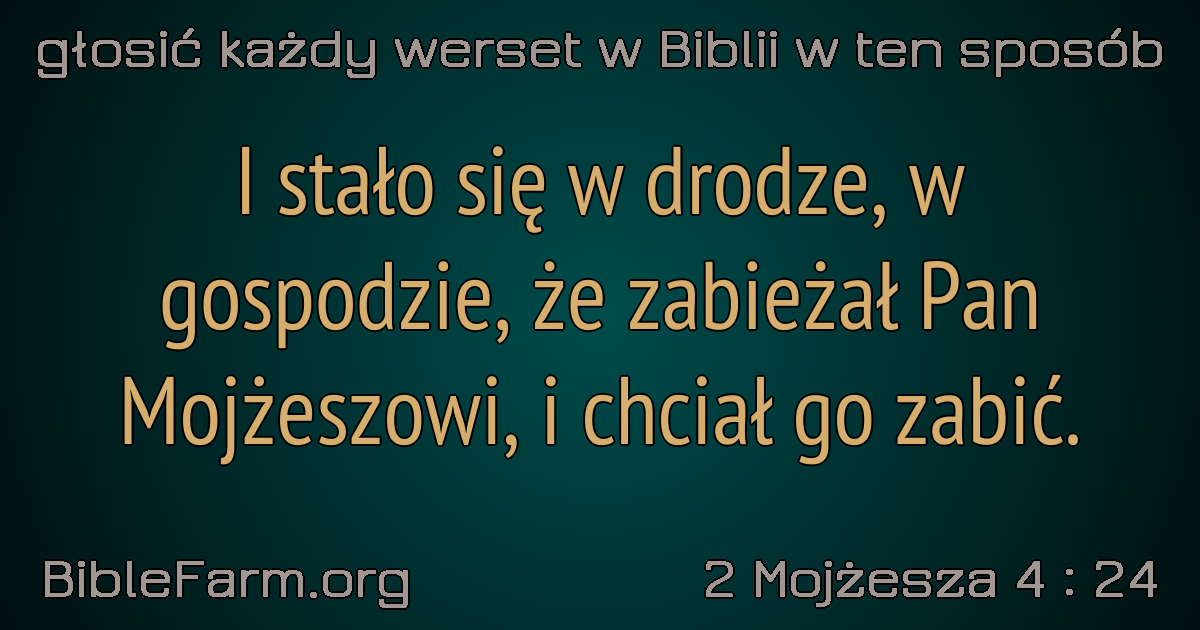 głosić każdy werset w Biblii w ten sposób
I stało się w drodze, w
gospodzie, że zabieżał Pan
Mojżeszowi, i chciał go zabić.
BibleFarm.org
2 Mojżesza 4 : 24